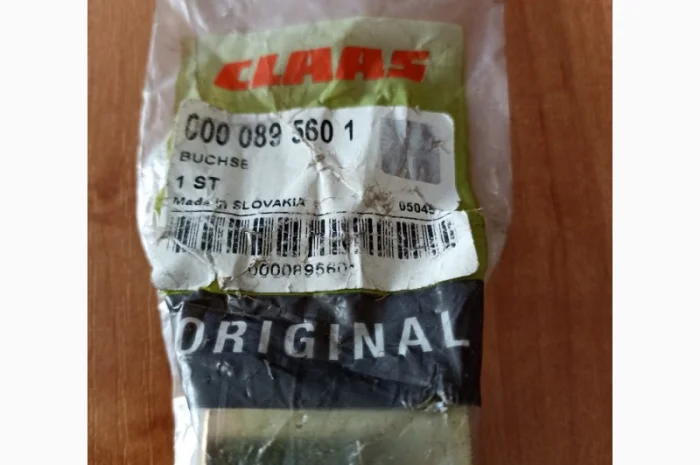 CLAAS
000 089 560 1
BUCHSE
1 ST
Made in SLOVAKIA
ORIGINAL